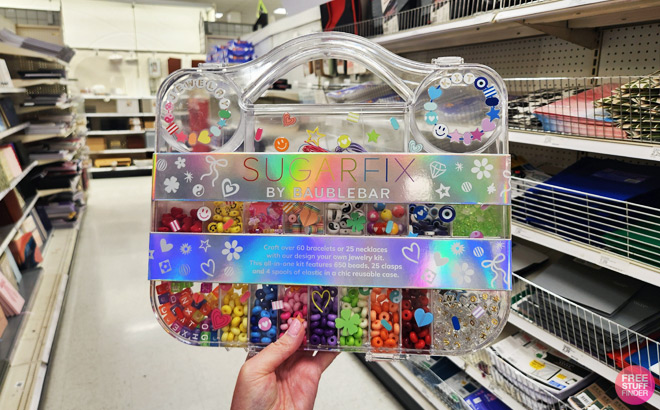 SUGARFIX
BY BAUBLEBAR
Craft over 60 bracelets or 25 necklaces
with our design your own jewelry kit.
This all-in-one kit features 850 beads, 25 clasps
and 4 spools of elastic in a chic reusable case.
FREE
STUFF
FINDER